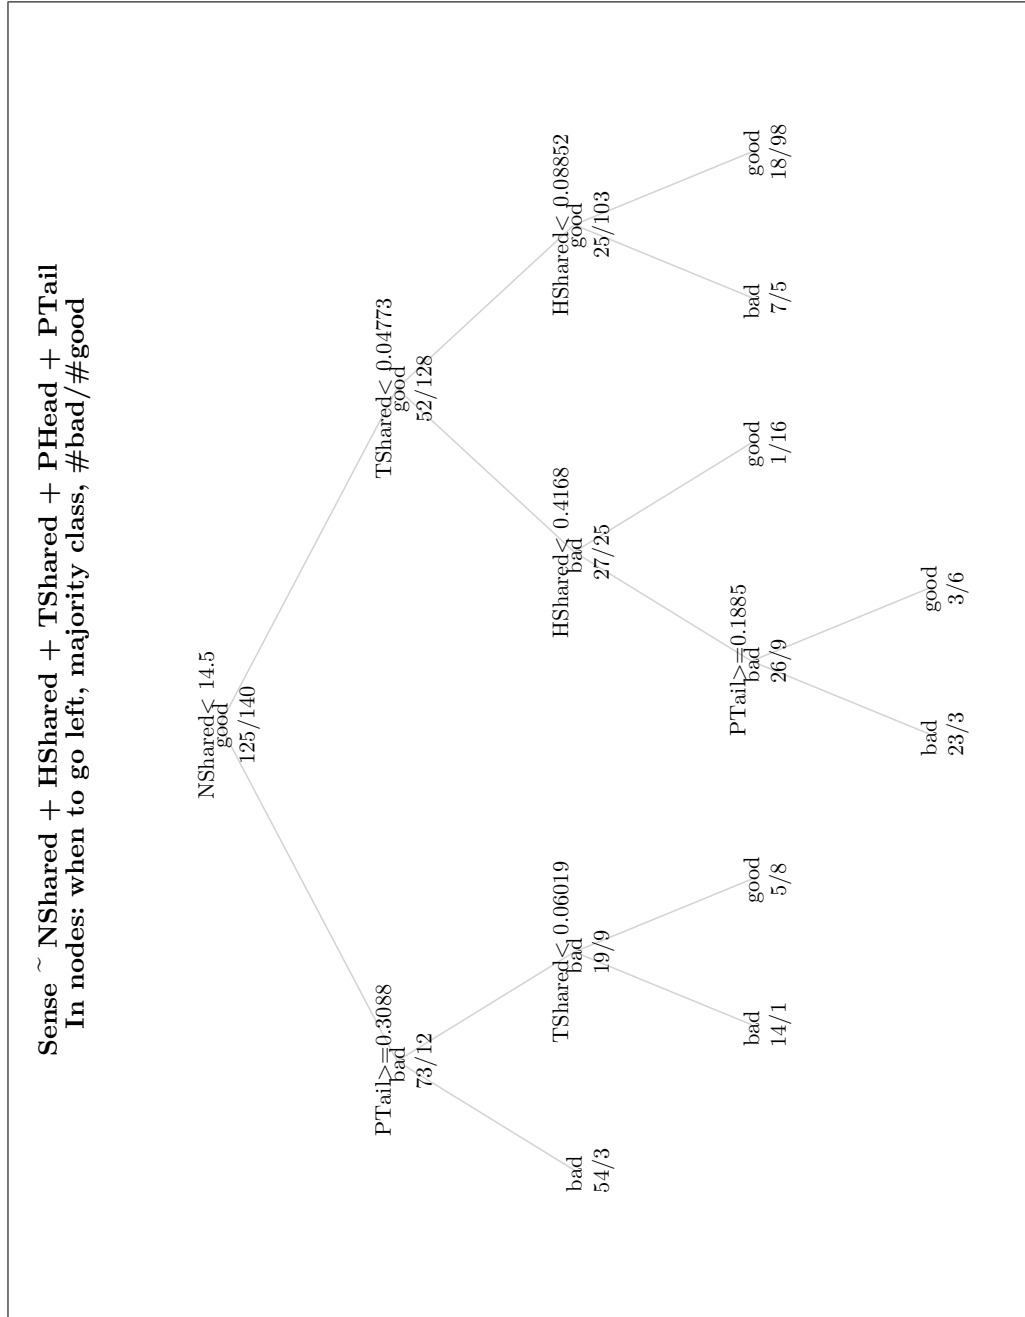 Sense ~ NShared + HShared + TShared + PHead + PTail
In nodes: when to go left, majority class, #bad/#good
NShared< 14.5
good
125/140
PTail>=0.3088
bad
73/12
TShared< 0.04773
good
52/128
bad
54/3
TShared< 0.06019
bad
19/9
HShared< 0.4168
bad
27/25
HShared< 0.08852
good
25/103
bad
14/1
good
5/8
PTail>=0.1885
bad
26/9
good
1/16
bad
7/5
good
18/98
bad
23/3
good
3/6